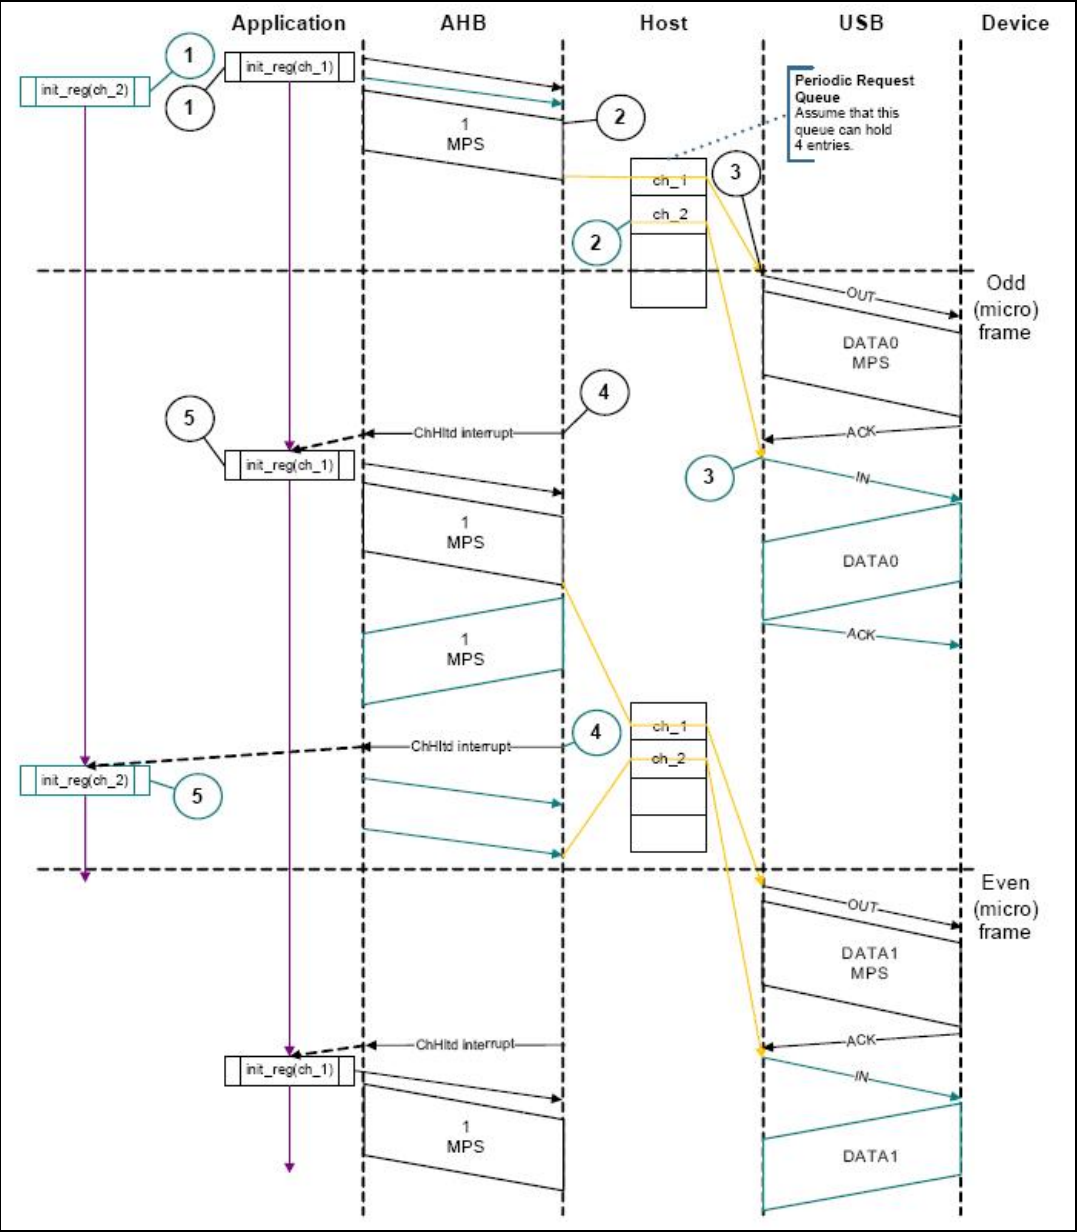 Application
AHB
Host
USB
Device
1
init_reg(ch_1)
init_reg(ch_2)
1
Periodic Request
Queue
Assume that this
queue can hold
4 entries.
1
MPS
2
3
ch_1
ch_2
2
Odd
(micro)
frame
OUT
DATA0
MPS
4
5
ChHltd interrupt
ACK
init_reg(ch_1)
3
IN
1
MPS
DATA0
ACK
1
MPS
ch_1
4
ChHltd interrupt
ch_2
init_reg(ch_2)
5
Even
(micro)
frame
OUT
DATA1
MPS
ChHltd interrupt
ACK
init_reg(ch_1)
IN
1
MPS
DATA1